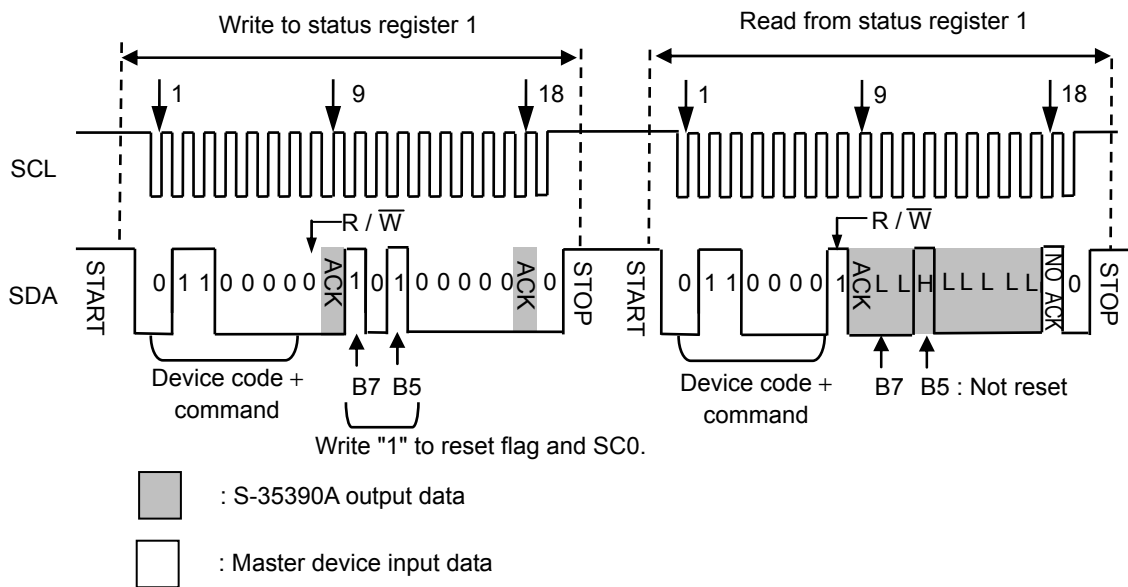 Write to status register 1
Read from status register 1
1 9 18 1 9 18
SCL
R / W̅ R / W̅
SDA
START 0 1 1 0 0 0 0 0 ACK 1 0 1 0 0 0 0 0 ACK 0 STOP START 0 1 1 0 0 0 0 1 ACK L L H L L L L L NO ACK 0 STOP
Device code +
command
B7 B5
Write "1" to reset flag and SC0.
Device code +
command
B7 B5 : Not reset
: S-35390A output data
: Master device input data